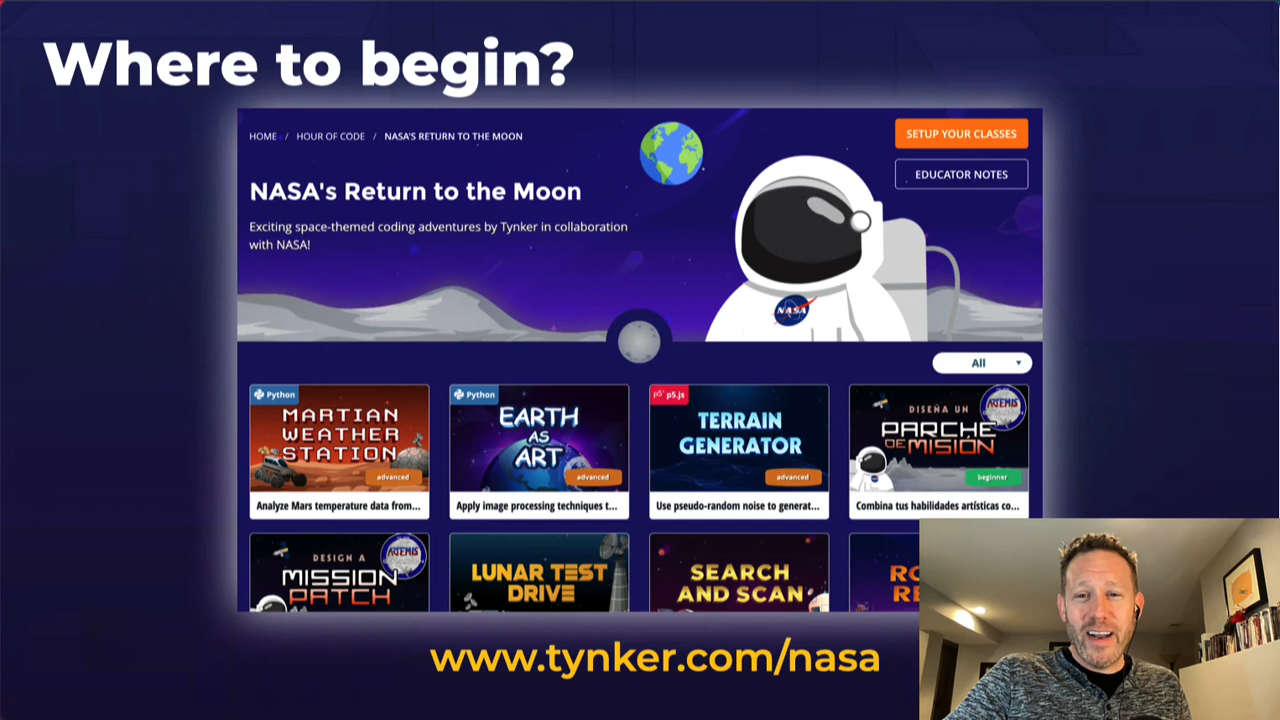 Where to begin?
HOME / HOUR OF CODE / NASA'S RETURN TO THE MOON
SETUP YOUR CLASSES
EDUCATOR NOTES
NASA's Return to the Moon
Exciting space-themed coding adventures by Tynker in collaboration
with NASA!
NASA
All
Python
MARTIAN
WEATHER
STATION
advanced
Analyze Mars temperature data from...
Python
EARTH
AS
ART
advanced
Apply image processing techniques t...
p5* p5.js
TERRAIN
GENERATOR
advanced
Use pseudo-random noise to generat...
ARTEMIS
DISEÑA UN
PARCHE
DE MISIÓN
beginner
Combina tus habilidades artísticas co...
ARTEMIS
DESIGN A
MISSION
PATCH
LUNAR TEST
DRIVE
SEARCH
AND SCAN
www.tynker.com/nasa